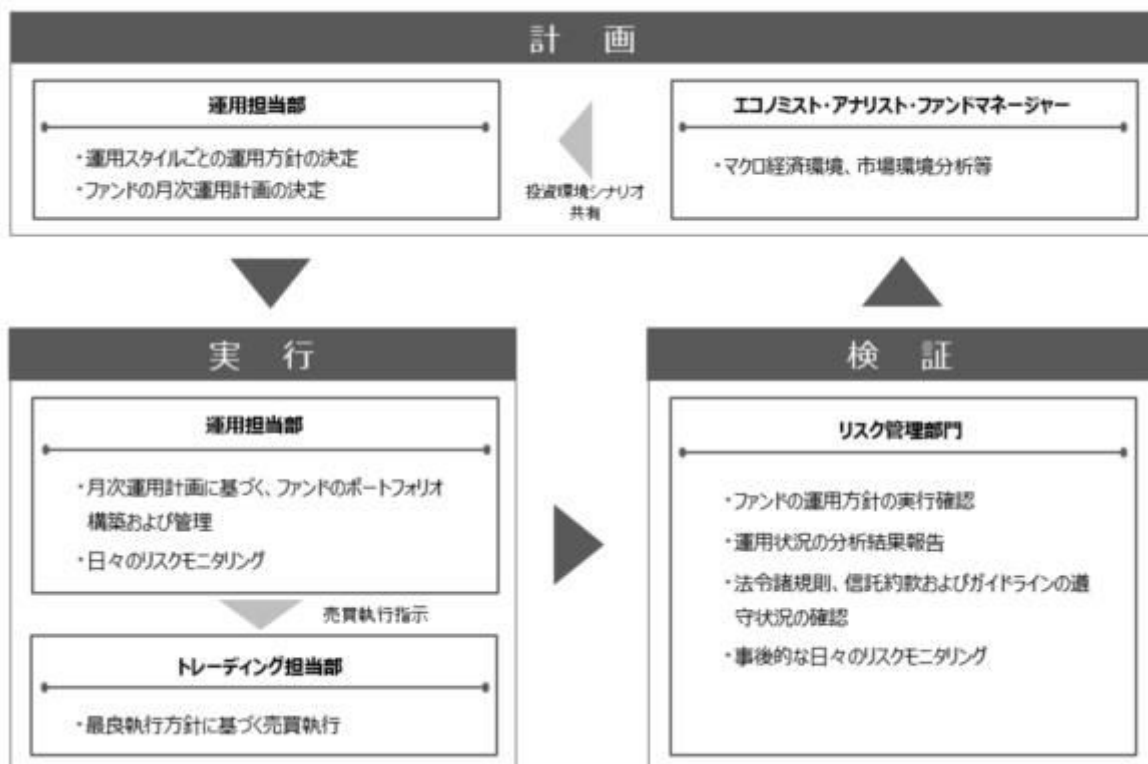 計 画
運用担当部
・運用スタイルごとの運用方針の決定
・ファンドの月次運用計画の決定
投資環境シナリオ
共有
エコノミスト・アナリスト・ファンドマネージャー
・マクロ経済環境、市場環境分析等
実 行
運用担当部
・月次運用計画に基づく、ファンドのポートフォリオ
構築および管理
・日々のリスクモニタリング
売買執行指示
トレーディング担当部
・最良執行方針に基づく売買執行
検 証
リスク管理部門
・ファンドの運用方針の実行確認
・運用状況の分析結果報告
・法令諸規則、信託約款およびガイドラインの遵
守状況の確認
・事後的な日々のリスクモニタリング